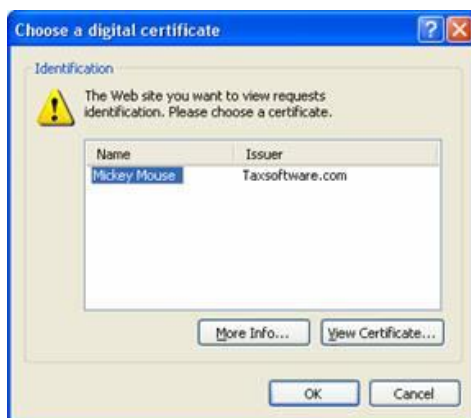 Choose a digital certificate
Identification
The Web site you want to view requests
identification. Please choose a certificate.
Name Issuer
Mickey Mouse Taxsoftware.com
More Info... View Certificate...
OK Cancel